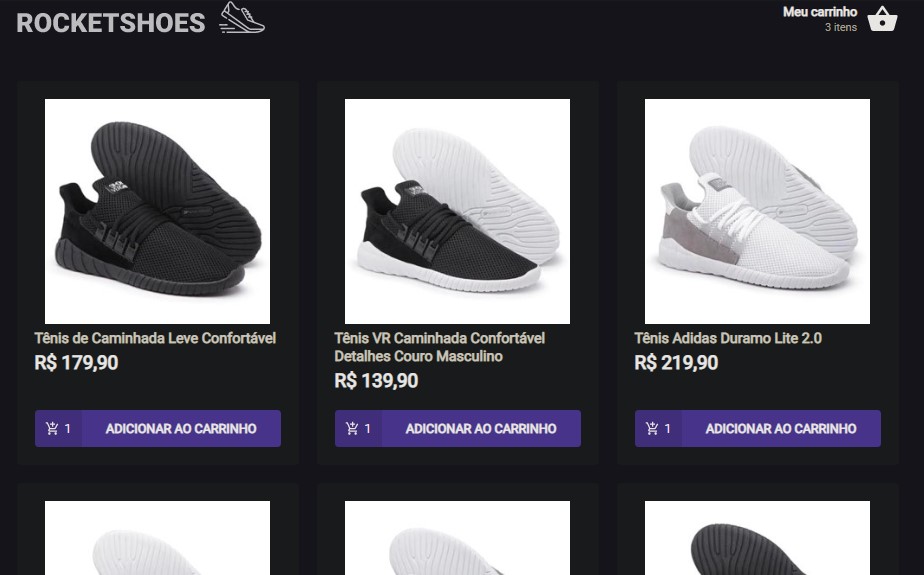 ROCKETSHOES
Meu carrinho
3 itens
Tênis de Caminhada Leve Confortável
R$ 179,90
1 ADICIONAR AO CARRINHO
Tênis VR Caminhada Confortável
Detalhes Couro Masculino
R$ 139,90
1 ADICIONAR AO CARRINHO
Tênis Adidas Duramo Lite 2.0
R$ 219,90
1 ADICIONAR AO CARRINHO